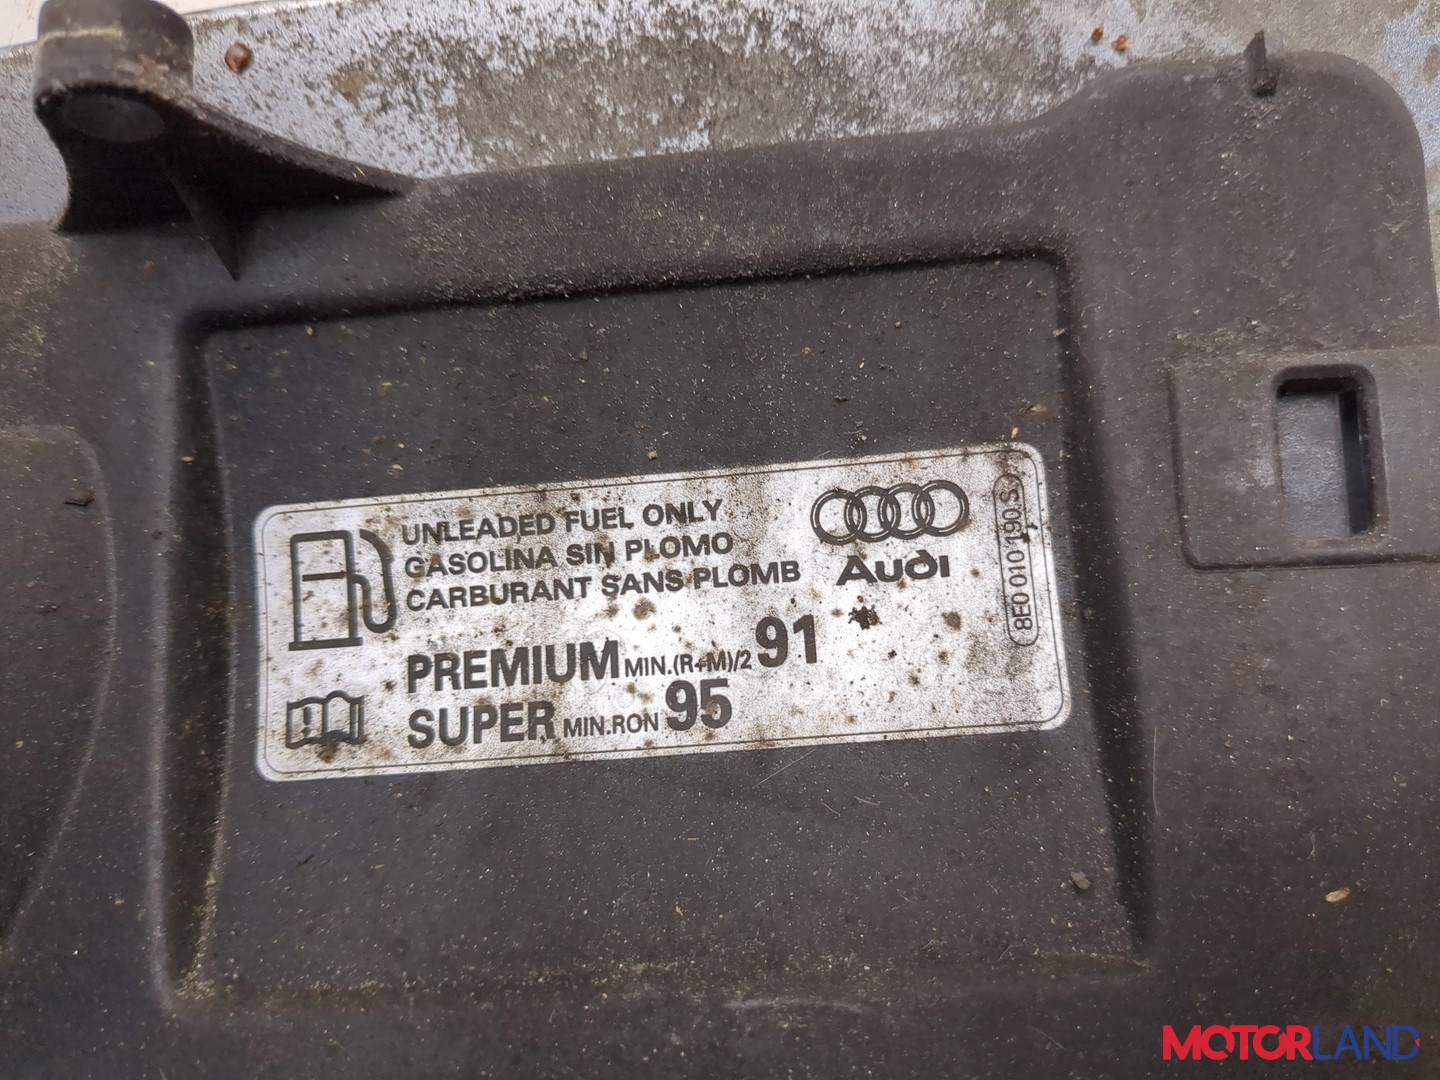 UNLEADED FUEL ONLY
GASOLINA SIN PLOMO
CARBURANT SANS PLOMB
PREMIUM MIN.(R+M)/2 91
SUPER MIN.RON 95
Audi
8E0 010 190 S
MOTORLAND